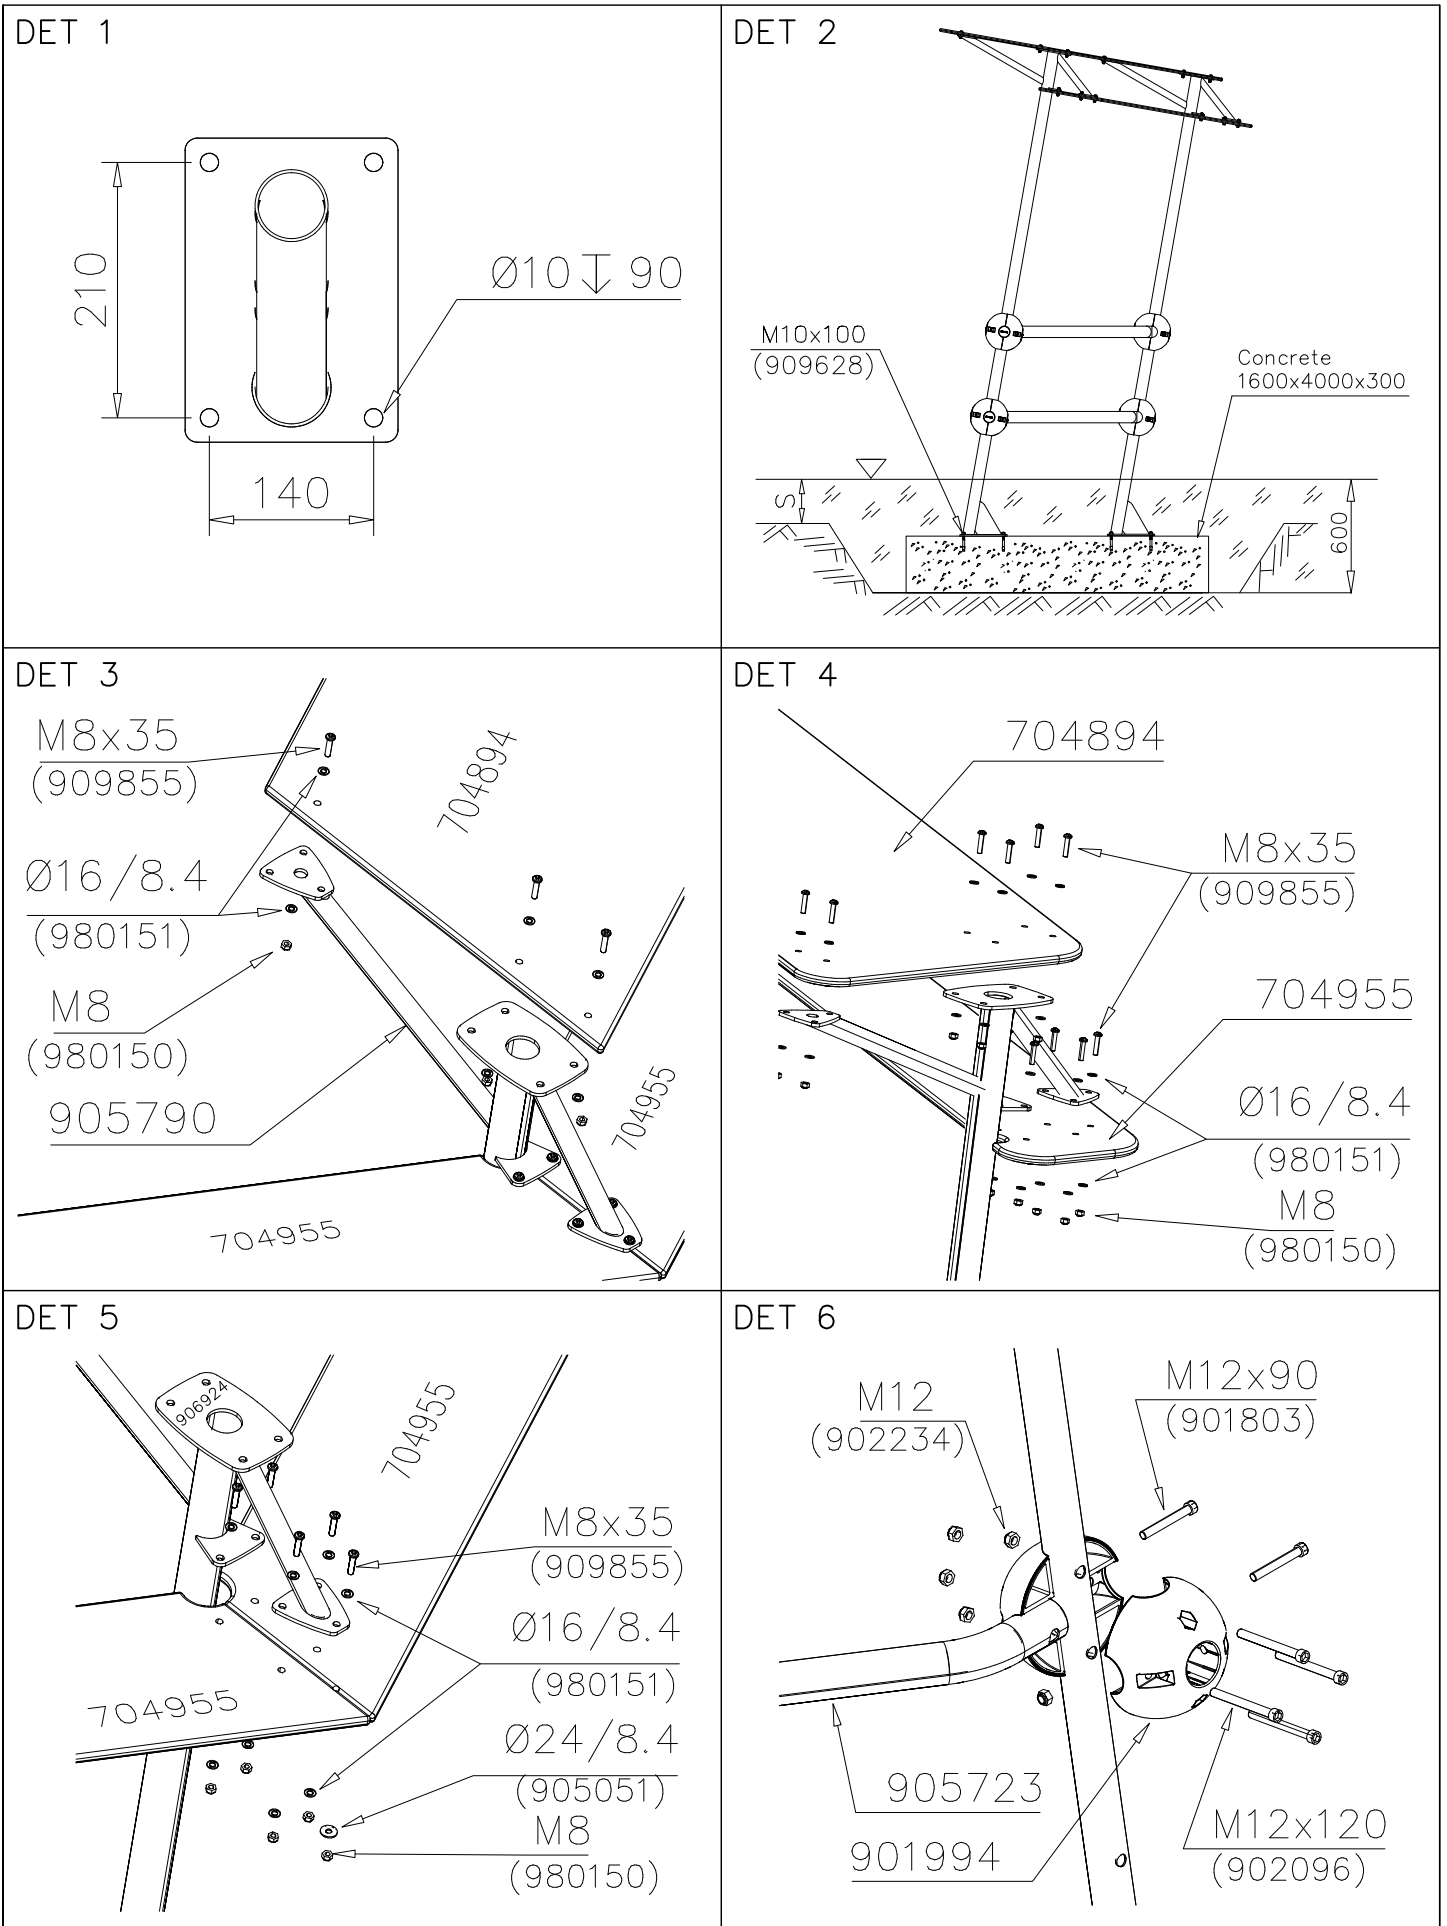 DET 1
210
140
Ø10 ↧ 90
DET 2
M10x100
(909628)
Concrete
1600x4000x300
S
600
DET 3
M8x35
(909855)
704894
Ø16/8.4
(980151)
M8
(980150)
905790
704955
704955
DET 4
704894
M8x35
(909855)
704955
Ø16/8.4
(980151)
M8
(980150)
DET 5
906924
704955
M8x35
(909855)
Ø16/8.4
(980151)
704955
Ø24/8.4
(905051)
M8
(980150)
DET 6
M12
(902234)
M12x90
(901803)
905723
901994
M12x120
(902096)